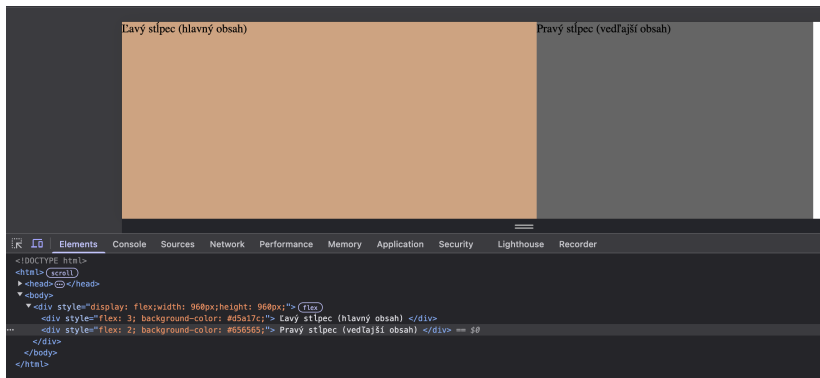 Ľavý stĺpec (hlavný obsah) Pravý stĺpec (vedľajší obsah)
Elements Console Sources Network Performance Memory Application Security Lighthouse Recorder
<!DOCTYPE html>
<html> scroll
▶<head>⋯</head>
▼<body>
▼<div style="display: flex;width: 960px;height: 960px;"> flex
<div style="flex: 3; background-color: #d5a17c;"> Ľavý stĺpec (hlavný obsah) </div>
⋯ <div style="flex: 2; background-color: #656565;"> Pravý stĺpec (vedľajší obsah) </div> == $0
</div>
</body>
</html>